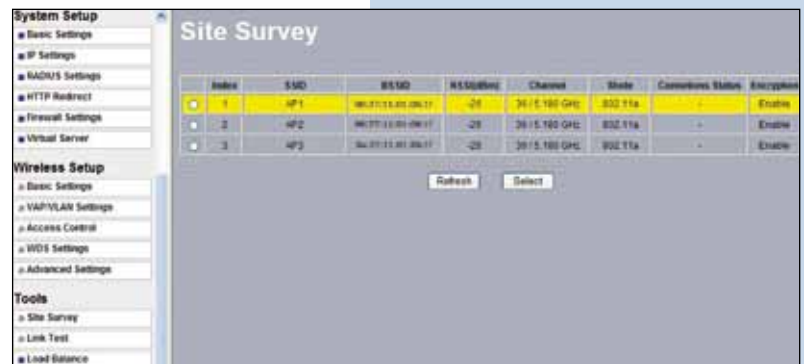 System Setup
Basic Settings
IP Settings
RADIUS Settings
HTTP Redirect
Firewall Settings
Virtual Server
Wireless Setup
Basic Settings
VAP/VLAN Settings
Access Control
WDS Settings
Advanced Settings
Tools
Site Survey
Link Test
Load Balance
Site Survey
Index SSID BSSID RSSI(dBm) Channel Mode Connections Status Encryption
1 AP1 36 / 5.180 GHz 802.11a - Enable
2 AP2 36 / 5.180 GHz 802.11a - Enable
3 AP3 36 / 5.180 GHz 802.11a - Enable
Refresh Select